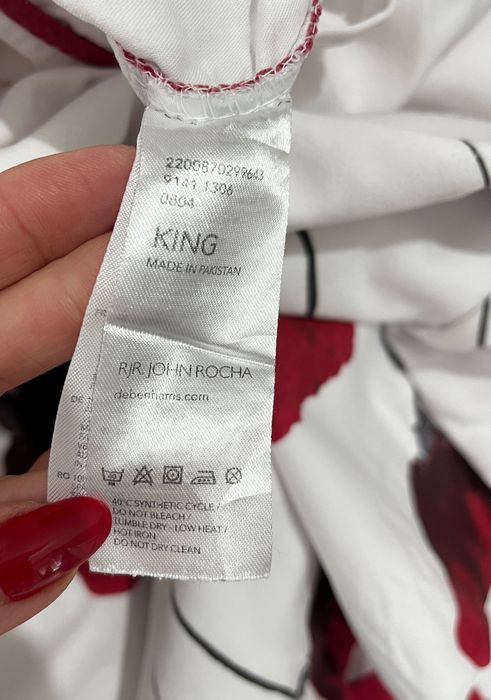 2200870299643
9141 1306
0804
KING
MADE IN PAKISTAN
RJR.JOHN ROCHA
debenhams.com
40°C SYNTHETIC CYCLE /
DO NOT BLEACH /
TUMBLE DRY - LOW HEAT /
HOT IRON
DO NOT DRY CLEAN